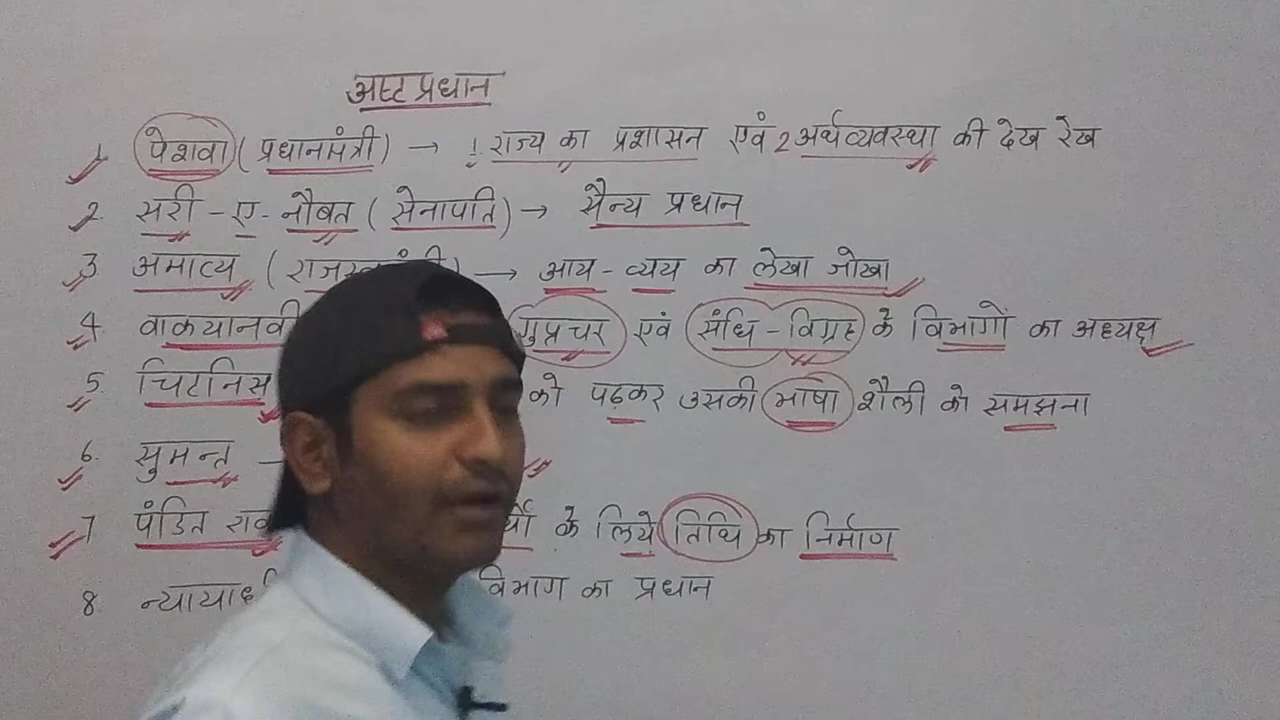 अष्टप्रधान
1 पेशवा (प्रधानमंत्री) → 1 राज्य का प्रशासन एवं 2 अर्थव्यवस्था की देख रेख
2. सरी - ए - नौबत (सेनापति) → सैन्य प्रधान
3. अमात्य ( → आय - व्यय का लेखा जोखा
4. गुप्तचर एवं संधि - विग्रह के विभागों का अध्यक्ष
5. चिटनिस को पढ़कर उसकी भाषा शैली को समझना
6. सुमन्त
7 पंडित के लिये तिथि का निर्माण
8. विभाग का प्रधान